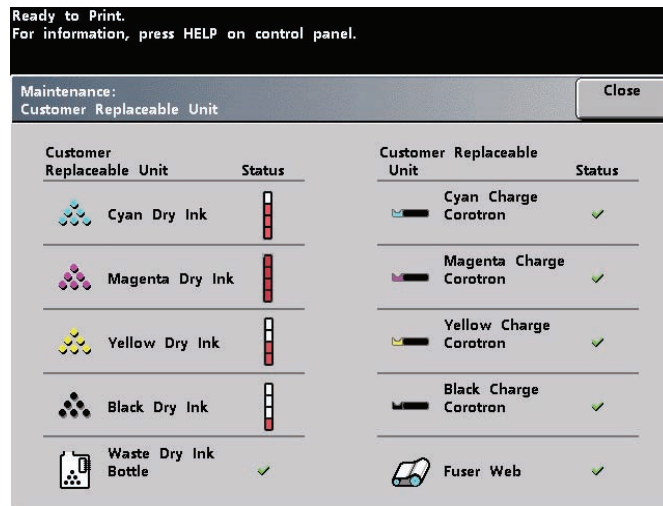 Ready to Print.
For information, press HELP on control panel.
Maintenance:
Customer Replaceable Unit
Close
Customer
Replaceable Unit
Status
Cyan Dry Ink
Magenta Dry Ink
Yellow Dry Ink
Black Dry Ink
Waste Dry Ink
Bottle
Customer Replaceable
Unit
Status
Cyan Charge
Corotron
Magenta Charge
Corotron
Yellow Charge
Corotron
Black Charge
Corotron
Fuser Web